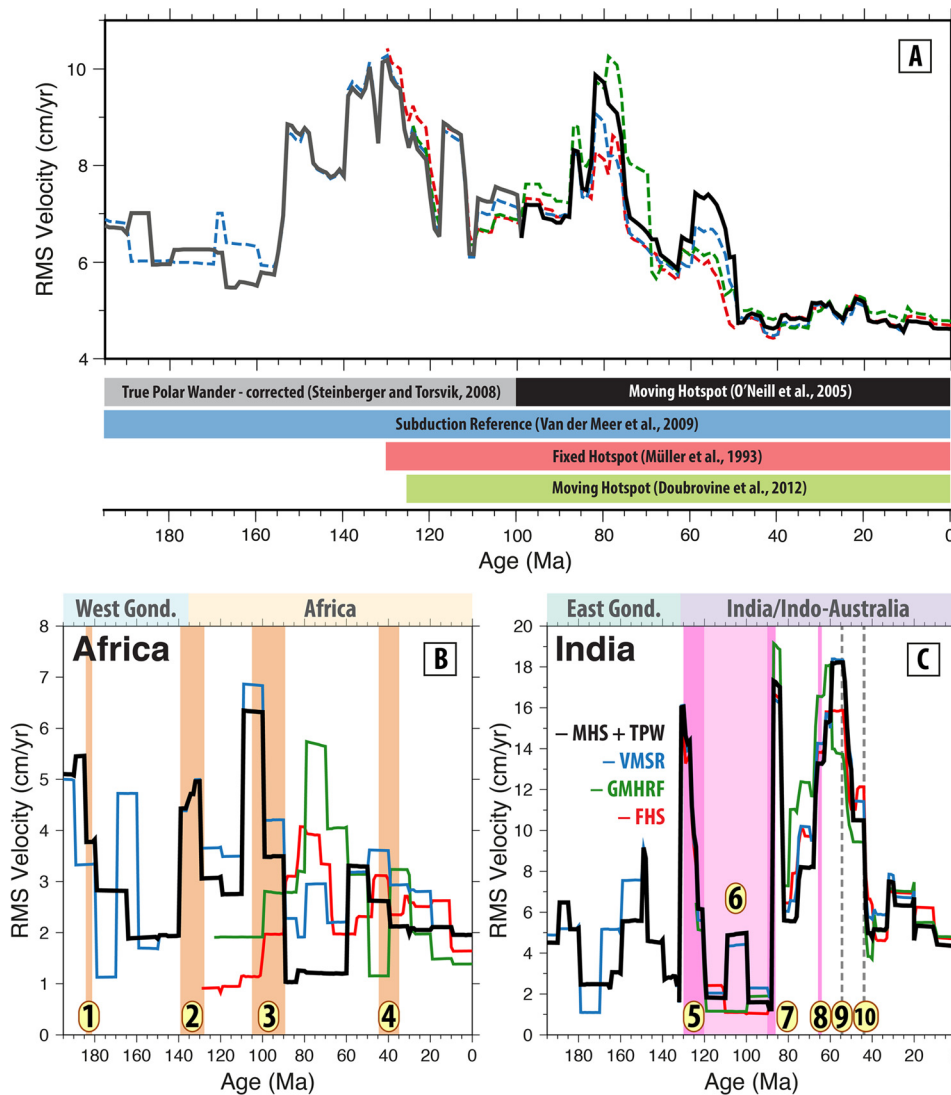 A
RMS Velocity (cm/yr)
10
8
6
4
True Polar Wander - corrected (Steinberger and Torsvik, 2008)
Moving Hotspot (O'Neill et al., 2005)
Subduction Reference (Van der Meer et al., 2009)
Fixed Hotspot (Müller et al., 1993)
Moving Hotspot (Doubrovine et al., 2012)
180 160 140 120 100 80 60 40 20 0
Age (Ma)
West Gond. Africa
Africa
B
RMS Velocity (cm/yr)
8
7
6
5
4
3
2
1
0
1 2 3 4
180 160 140 120 100 80 60 40 20 0
Age (Ma)
East Gond. India/Indo-Australia
India
C
RMS Velocity (cm/yr)
20
18
16
14
12
10
8
6
4
2
0
– MHS + TPW
– VMSR
– GMHRF
– FHS
6
5 7 8 9 10
180 160 140 120 100 80 60 40 20
Age (Ma)